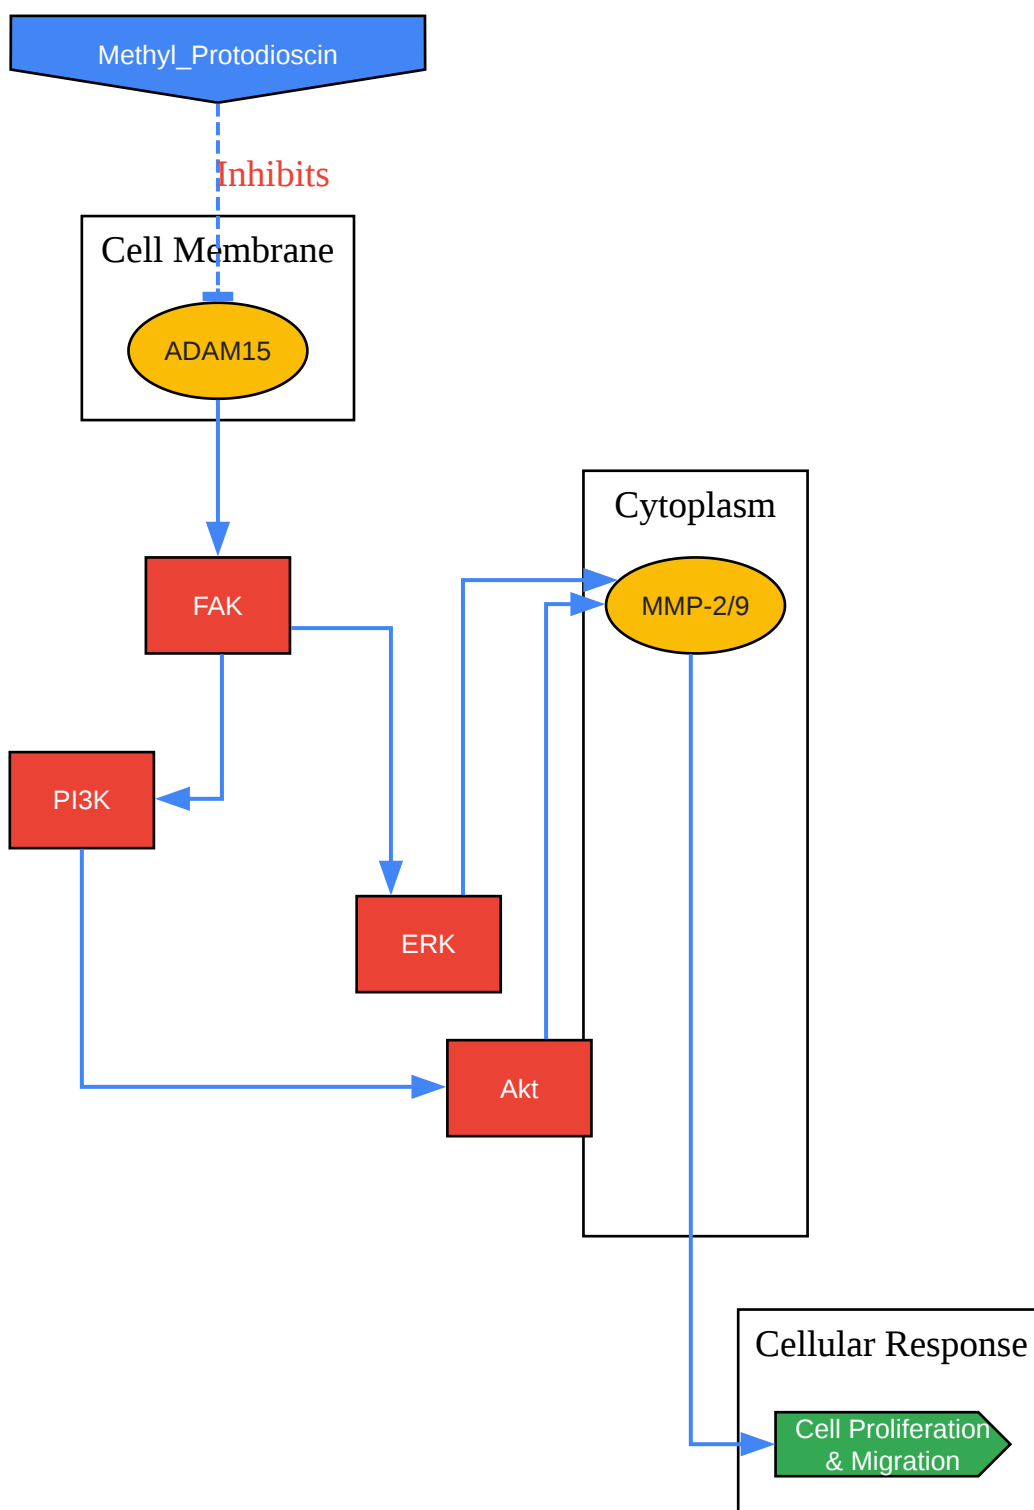 Methyl_Protodioscin
Inhibits
Cell Membrane
ADAM15
Cytoplasm
FAK
MMP-2/9
PI3K
ERK
Akt
Cellular Response
Cell Proliferation
& Migration